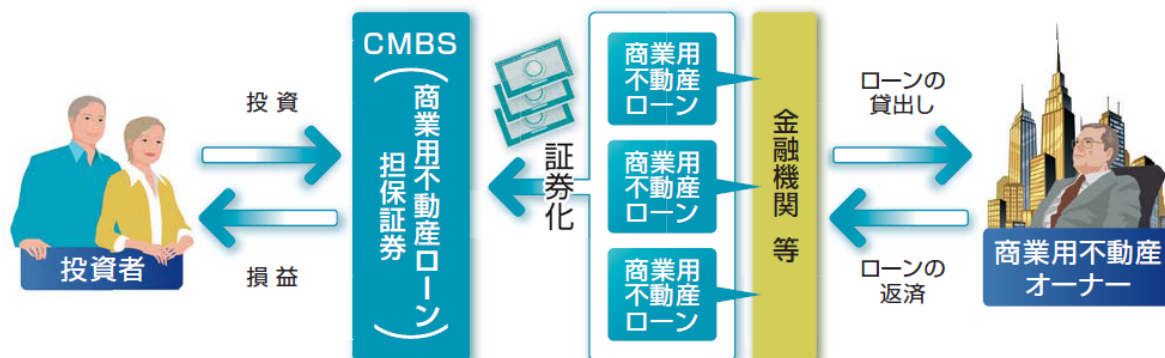 投資者
投 資
損 益
CMBS
（商業用不動産ローン）
担保証券
証券化
商業用
不動産
ローン
商業用
不動産
ローン
商業用
不動産
ローン
金融機関 等
ローンの
貸出し
ローンの
返済
商業用不動産
オーナー